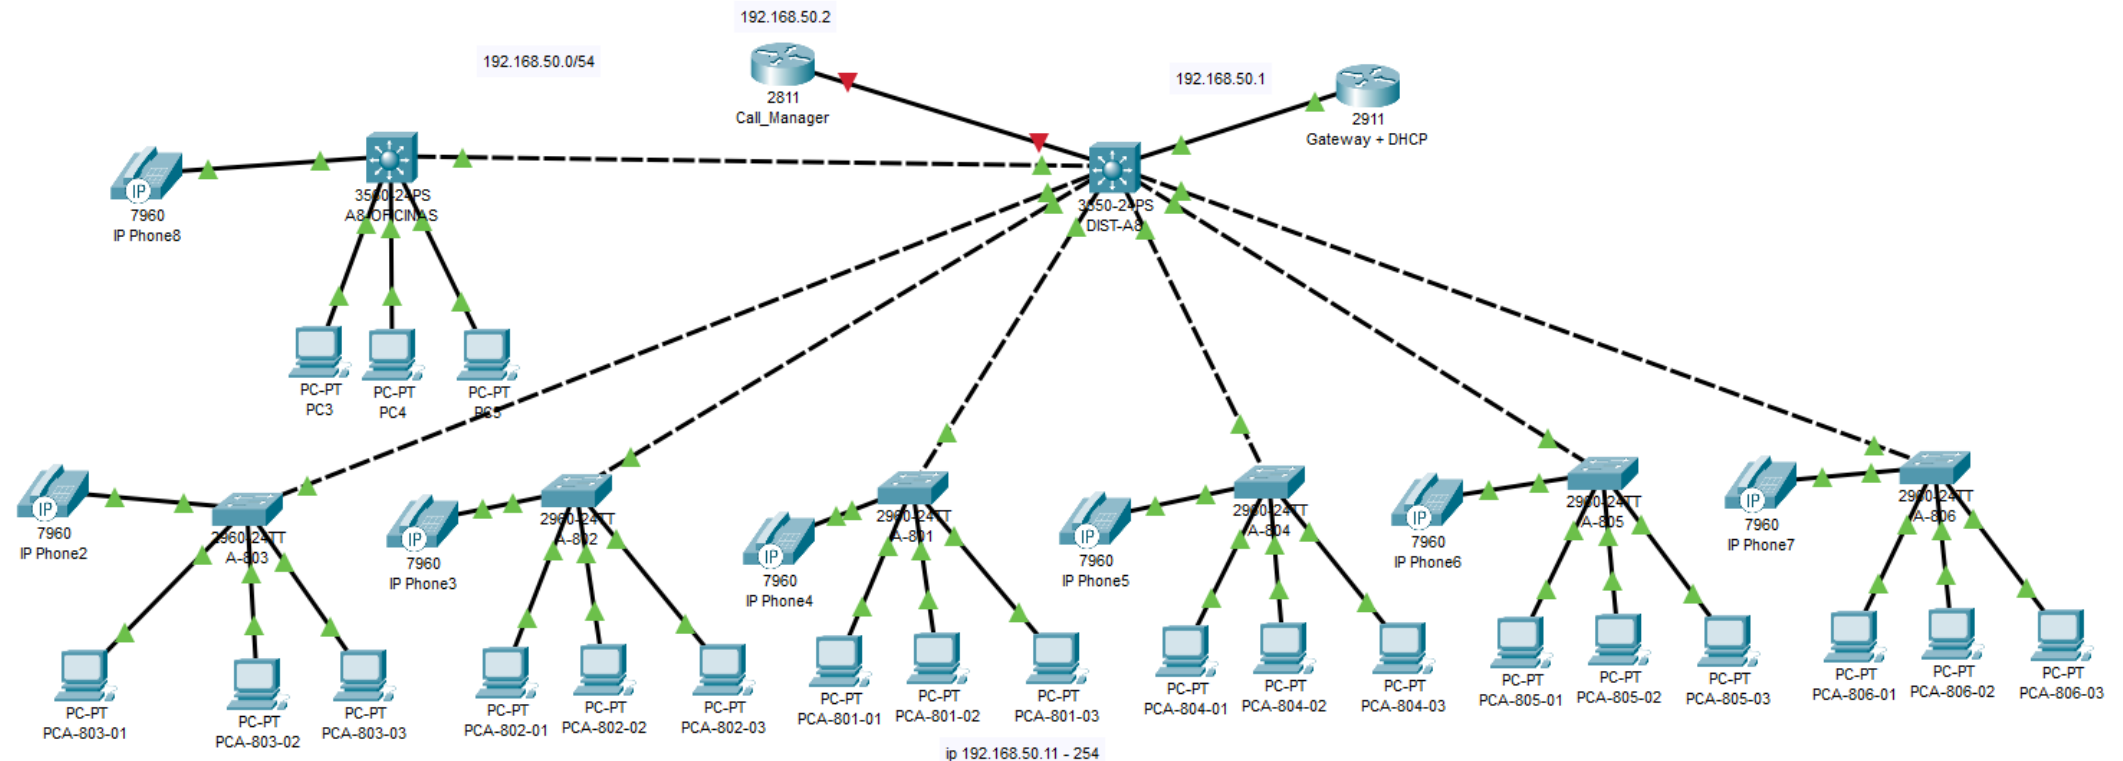 192.168.50.2
192.168.50.0/54
192.168.50.1
2811
Call_Manager
2911
Gateway + DHCP
7960
IP Phone8
3560-24PS
A8-OFICINAS
3650-24PS
DIST-A8
PC-PT
PC3
PC-PT
PC4
PC-PT
PC5
7960
IP Phone2
2960-24TT
A-803
7960
IP Phone3
2960-24TT
A-802
7960
IP Phone4
2960-24TT
A-801
7960
IP Phone5
2960-24TT
A-804
7960
IP Phone6
2960-24TT
A-805
7960
IP Phone7
2960-24TT
A-806
PC-PT
PCA-803-01
PC-PT
PCA-803-02
PC-PT
PCA-803-03
PC-PT
PCA-802-01
PC-PT
PCA-802-02
PC-PT
PCA-802-03
PC-PT
PCA-801-01
PC-PT
PCA-801-02
PC-PT
PCA-801-03
PC-PT
PCA-804-01
PC-PT
PCA-804-02
PC-PT
PCA-804-03
PC-PT
PCA-805-01
PC-PT
PCA-805-02
PC-PT
PCA-805-03
PC-PT
PCA-806-01
PC-PT
PCA-806-02
PC-PT
PCA-806-03
ip 192.168.50.11 - 254